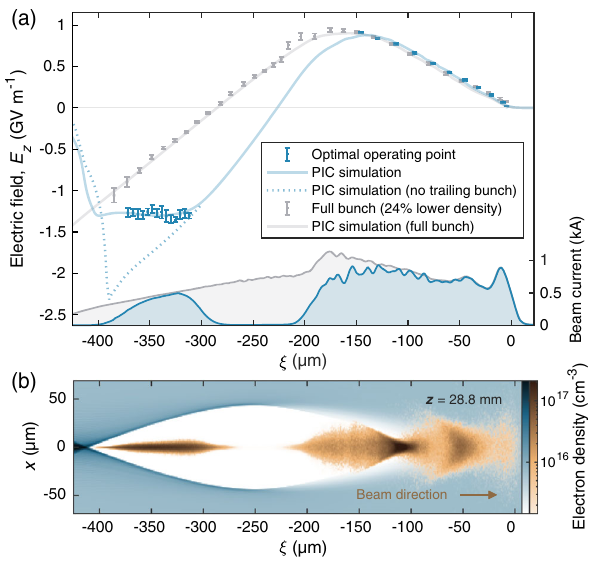 (a)
Electric field, E_z (GV m⁻¹)
1
0.5
0
-0.5
-1
-1.5
-2
-2.5
Optimal operating point
PIC simulation
PIC simulation (no trailing bunch)
Full bunch (24% lower density)
PIC simulation (full bunch)
1
0.5
0
Beam current (kA)
-400 -350 -300 -250 -200 -150 -100 -50 0
ξ (μm)
(b)
x (μm)
50
0
-50
z = 28.8 mm
Beam direction
10¹⁷
10¹⁶
Electron density (cm⁻³)
-400 -350 -300 -250 -200 -150 -100 -50 0
ξ (μm)